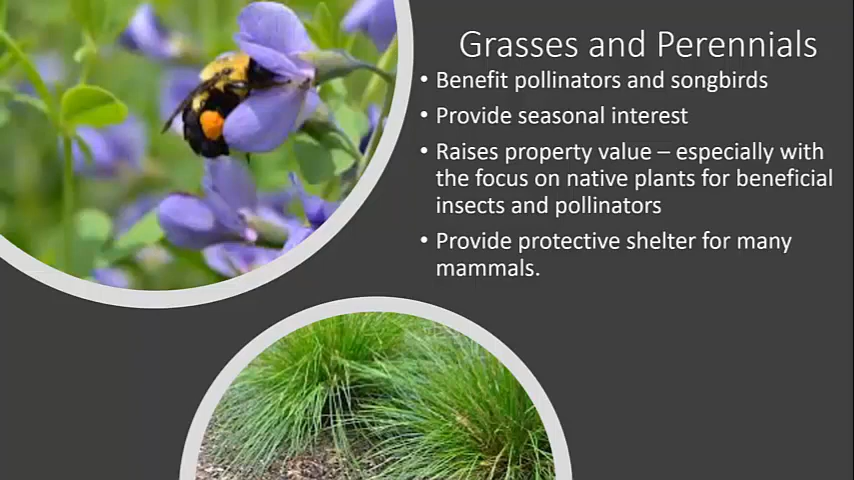 Grasses and Perennials
• Benefit pollinators and songbirds
• Provide seasonal interest
• Raises property value – especially with
the focus on native plants for beneficial
insects and pollinators
• Provide protective shelter for many
mammals.